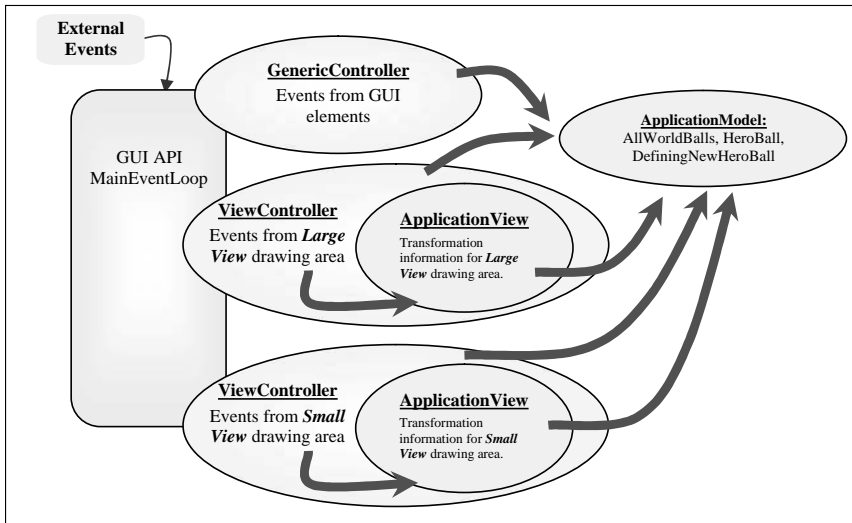 External
Events
GUI API
MainEventLoop
GenericController
Events from GUI
elements
ApplicationModel:
AllWorldBalls, HeroBall,
DefiningNewHeroBall
ViewController
Events from Large
View drawing area
ApplicationView
Transformation
information for Large
View drawing area.
ViewController
Events from Small
View drawing area
ApplicationView
Transformation
information for Small
View drawing area.